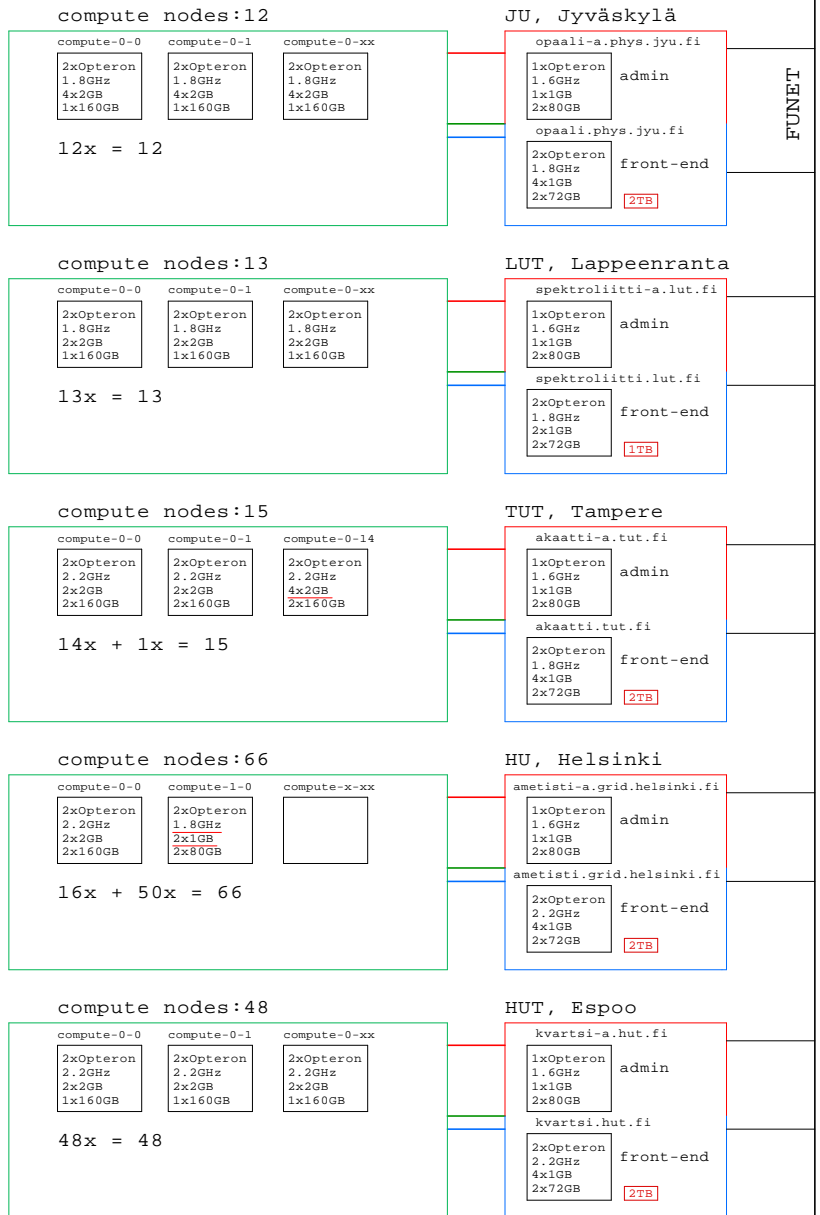 compute nodes:12
JU, Jyväskylä
compute-0-0 compute-0-1 compute-0-xx
opaali-a.phys.jyu.fi
2xOpteron 2xOpteron 2xOpteron
1.8GHz 1.8GHz 1.8GHz
4x2GB 4x2GB 4x2GB
1x160GB 1x160GB 1x160GB
1xOpteron
1.6GHz
1x1GB
2x80GB
admin
FUNET
12x = 12
opaali.phys.jyu.fi
2xOpteron
1.8GHz
4x1GB
2x72GB
front-end
2TB
compute nodes:13
LUT, Lappeenranta
compute-0-0 compute-0-1 compute-0-xx
spektroliitti-a.lut.fi
2xOpteron 2xOpteron 2xOpteron
1.8GHz 1.8GHz 1.8GHz
2x2GB 2x2GB 2x2GB
1x160GB 1x160GB 1x160GB
1xOpteron
1.6GHz
1x1GB
2x80GB
admin
13x = 13
spektroliitti.lut.fi
2xOpteron
1.8GHz
2x1GB
2x72GB
front-end
1TB
compute nodes:15
TUT, Tampere
compute-0-0 compute-0-1 compute-0-14
akaatti-a.tut.fi
2xOpteron 2xOpteron 2xOpteron
2.2GHz 2.2GHz 2.2GHz
2x2GB 2x2GB 4x2GB
2x160GB 2x160GB 2x160GB
1xOpteron
1.6GHz
1x1GB
2x80GB
admin
14x + 1x = 15
akaatti.tut.fi
2xOpteron
1.8GHz
4x1GB
2x72GB
front-end
2TB
compute nodes:66
HU, Helsinki
compute-0-0 compute-1-0 compute-x-xx
ametisti-a.grid.helsinki.fi
2xOpteron 2xOpteron
2.2GHz 1.8GHz
2x2GB 2x1GB
2x160GB 2x80GB
1xOpteron
1.6GHz
1x1GB
2x80GB
admin
16x + 50x = 66
ametisti.grid.helsinki.fi
2xOpteron
2.2GHz
4x1GB
2x72GB
front-end
2TB
compute nodes:48
HUT, Espoo
compute-0-0 compute-0-1 compute-0-xx
kvartsi-a.hut.fi
2xOpteron 2xOpteron 2xOpteron
2.2GHz 2.2GHz 2.2GHz
2x2GB 2x2GB 2x2GB
1x160GB 1x160GB 1x160GB
1xOpteron
1.6GHz
1x1GB
2x80GB
admin
48x = 48
kvartsi.hut.fi
2xOpteron
2.2GHz
4x1GB
2x72GB
front-end
2TB